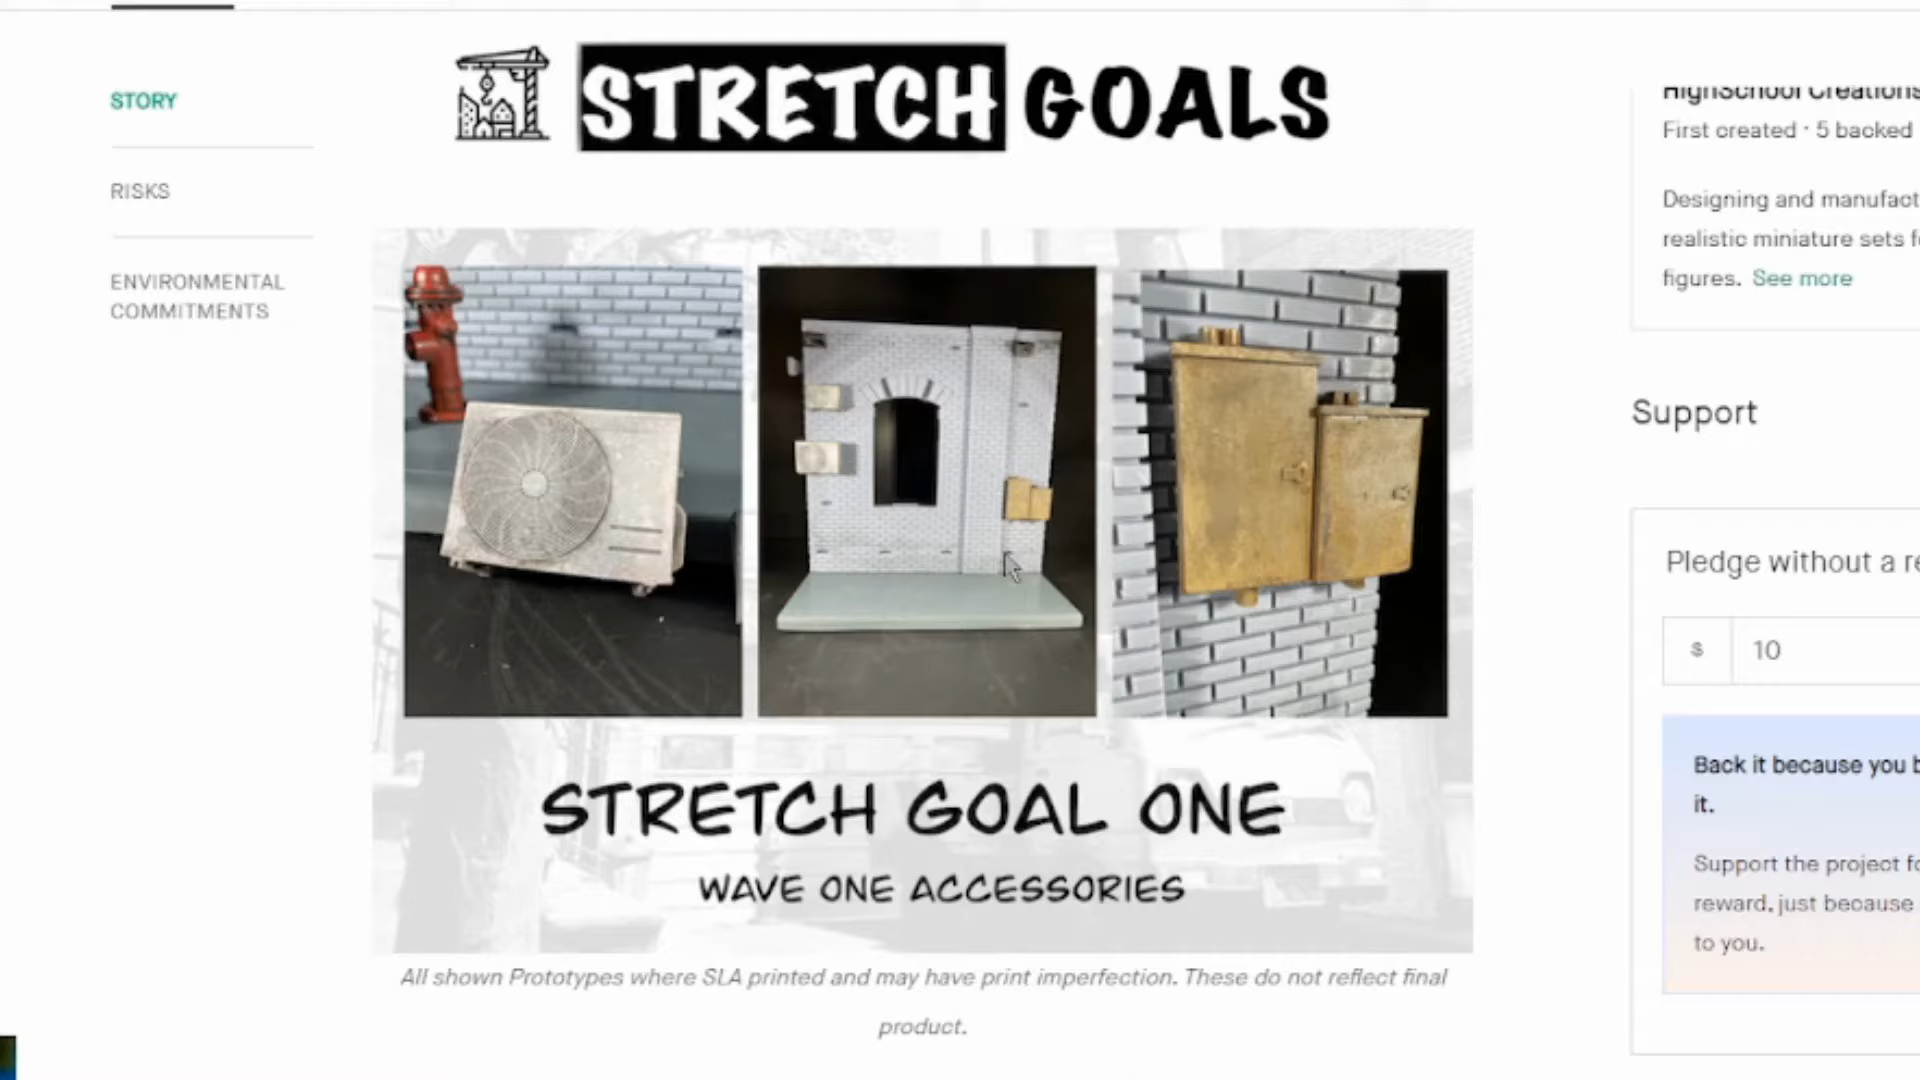 STRETCH GOALS
STORY
RISKS
ENVIRONMENTAL
COMMITMENTS
STRETCH GOAL ONE
WAVE ONE ACCESSORIES
All shown Prototypes where SLA printed and may have print imperfection. These do not reflect final
product.
HighSchool Creations
First created · 5 backed
Designing and manufact
realistic miniature sets f
figures. See more
Support
Pledge without a re
$ 10
Back it because you b
it.
Support the project fo
reward, just because
to you.